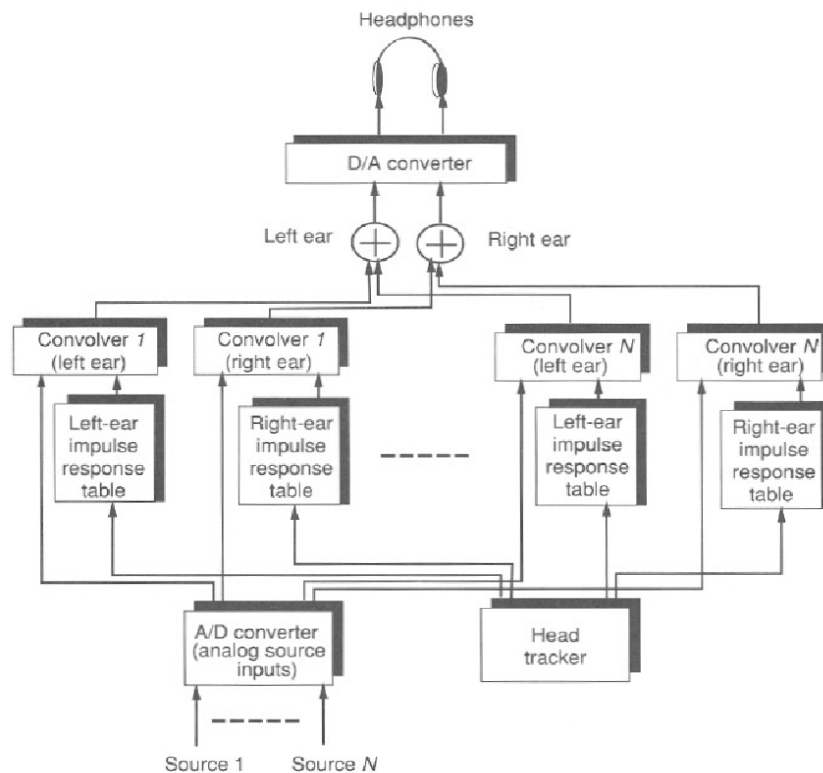 Headphones
D/A converter
Left ear
Right ear
Convolver 1
(left ear)
Convolver 1
(right ear)
Convolver N
(left ear)
Convolver N
(right ear)
Left-ear
impulse
response
table
Right-ear
impulse
response
table
Left-ear
impulse
response
table
Right-ear
impulse
response
table
A/D converter
(analog source
inputs)
Head
tracker
Source 1
Source N